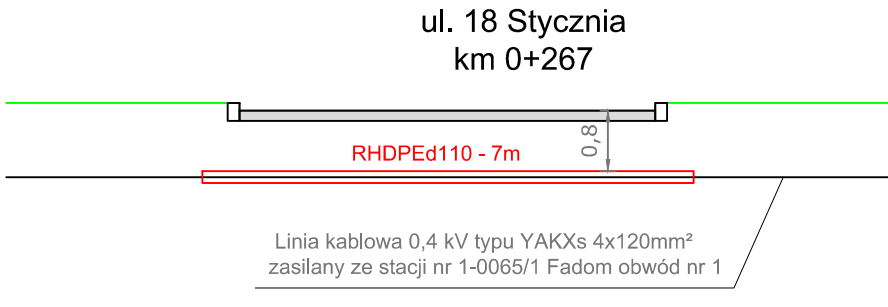 ul. 18 Stycznia
km 0+267
RHDPEd110 - 7m
0,8
Linia kablowa 0,4 kV typu YAKXs 4x120mm²
zasilany ze stacji nr 1-0065/1 Fadom obwód nr 1